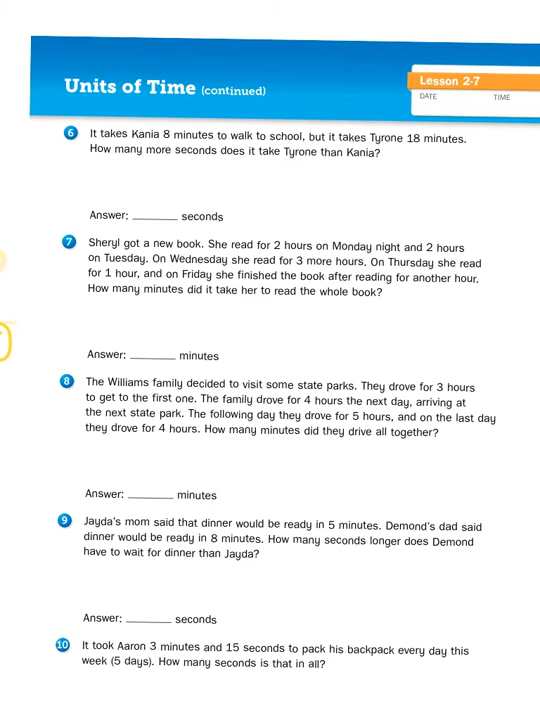 Units of Time (continued)
Lesson 2-7
DATE TIME
6 It takes Kania 8 minutes to walk to school, but it takes Tyrone 18 minutes.
How many more seconds does it take Tyrone than Kania?
Answer: ______ seconds
7 Sheryl got a new book. She read for 2 hours on Monday night and 2 hours
on Tuesday. On Wednesday she read for 3 more hours. On Thursday she read
for 1 hour, and on Friday she finished the book after reading for another hour.
How many minutes did it take her to read the whole book?
Answer: ______ minutes
8 The Williams family decided to visit some state parks. They drove for 3 hours
to get to the first one. The family drove for 4 hours the next day, arriving at
the next state park. The following day they drove for 5 hours, and on the last day
they drove for 4 hours. How many minutes did they drive all together?
Answer: ______ minutes
9 Jayda's mom said that dinner would be ready in 5 minutes. Demond's dad said
dinner would be ready in 8 minutes. How many seconds longer does Demond
have to wait for dinner than Jayda?
Answer: ______ seconds
10 It took Aaron 3 minutes and 15 seconds to pack his backpack every day this
week (5 days). How many seconds is that in all?